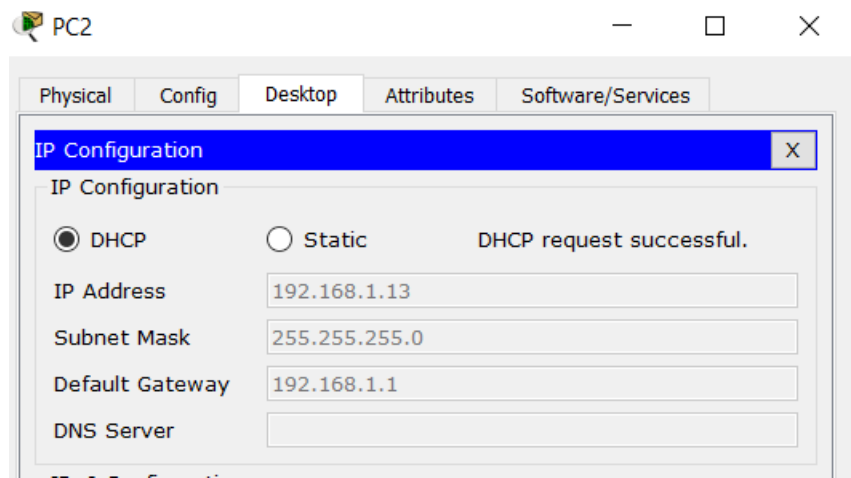 PC2
Physical Config Desktop Attributes Software/Services
IP Configuration X
IP Configuration
DHCP Static DHCP request successful.
IP Address 192.168.1.13
Subnet Mask 255.255.255.0
Default Gateway 192.168.1.1
DNS Server